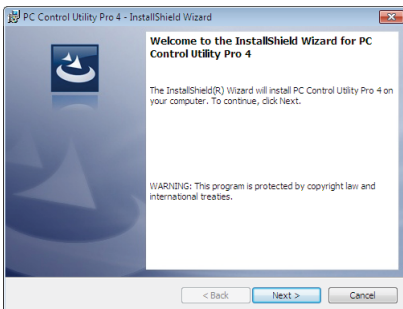 PC Control Utility Pro 4 - InstallShield Wizard
Welcome to the InstallShield Wizard for PC
Control Utility Pro 4
The InstallShield(R) Wizard will install PC Control Utility Pro 4 on
your computer. To continue, click Next.
WARNING: This program is protected by copyright law and
international treaties.
< Back
Next >
Cancel